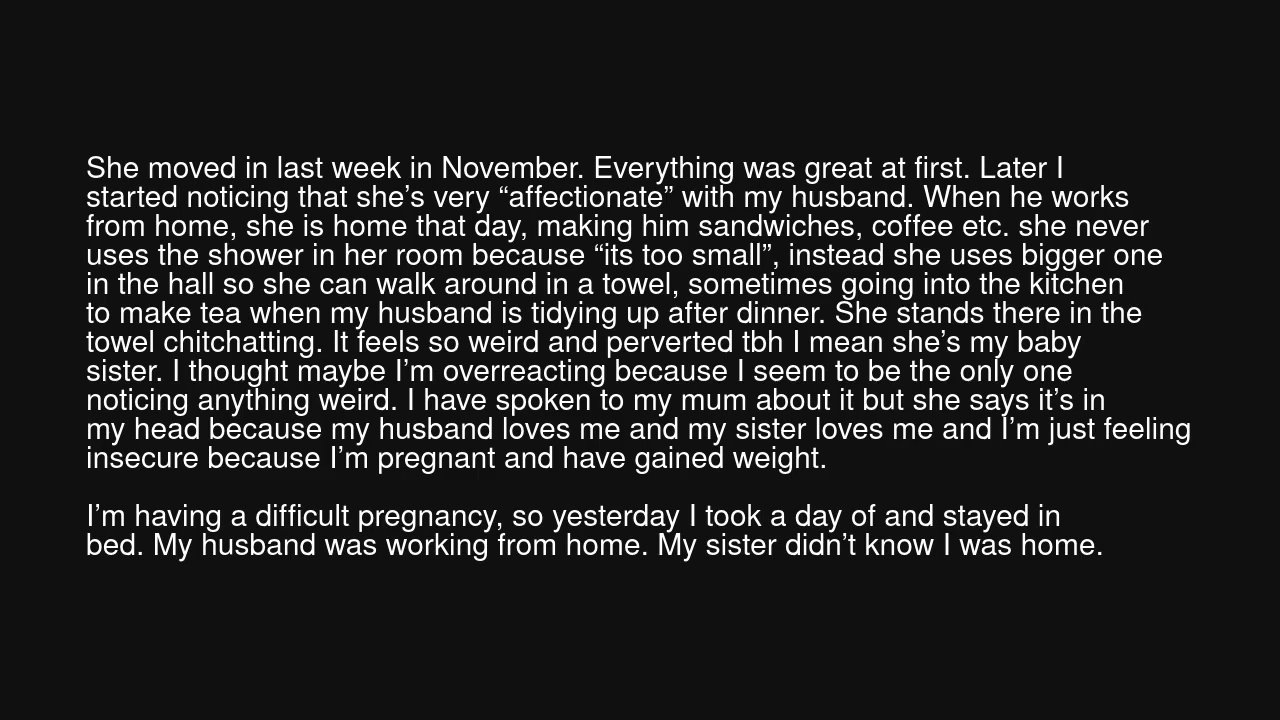 She moved in last week in November. Everything was great at first. Later I
started noticing that she’s very “affectionate” with my husband. When he works
from home, she is home that day, making him sandwiches, coffee etc. she never
uses the shower in her room because “its too small”, instead she uses bigger one
in the hall so she can walk around in a towel, sometimes going into the kitchen
to make tea when my husband is tidying up after dinner. She stands there in the
towel chitchatting. It feels so weird and perverted tbh I mean she’s my baby
sister. I thought maybe I’m overreacting because I seem to be the only one
noticing anything weird. I have spoken to my mum about it but she says it’s in
my head because my husband loves me and my sister loves me and I’m just feeling
insecure because I’m pregnant and have gained weight.

I’m having a difficult pregnancy, so yesterday I took a day of and stayed in
bed. My husband was working from home. My sister didn’t know I was home.